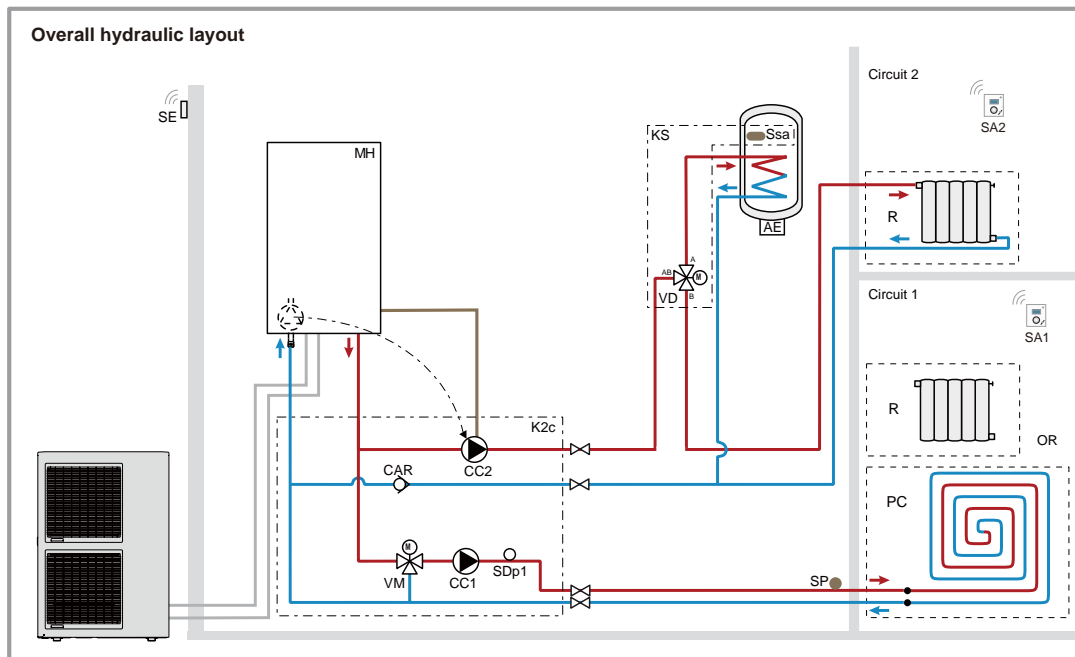 Overall hydraulic layout
Circuit 2
SE
SA2
KS
Ssa
MH
R
AE
A
AB
M
VD
B
Circuit 1
SA1
R
K2c
OR
CC2
CAR
PC
M
VM
CC1
SDp1
SP